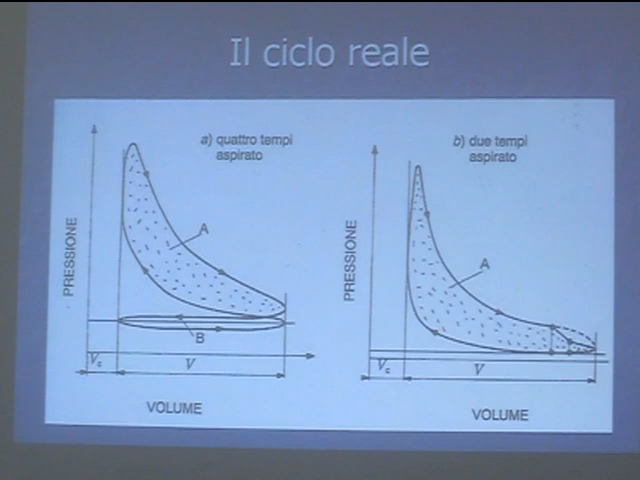 Il ciclo reale
a) quattro tempi
aspirato
PRESSIONE
A
B
Vc
V
VOLUME
b) due tempi
aspirato
PRESSIONE
A
Vc
V
VOLUME